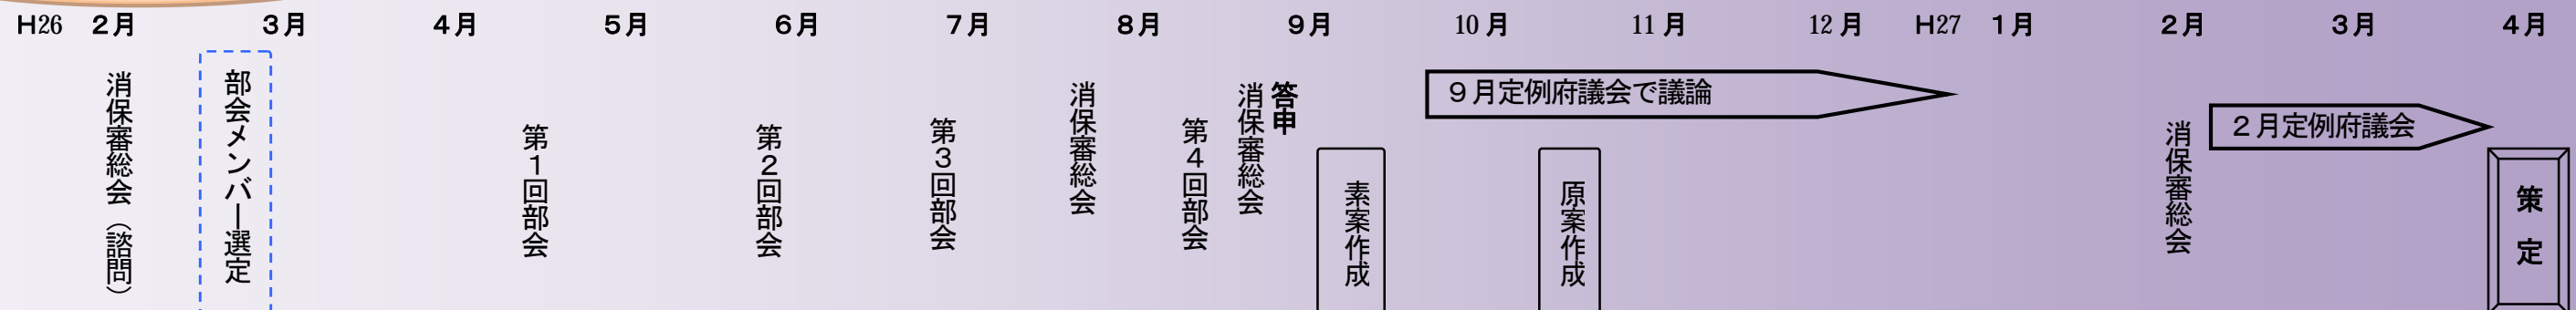 H26 2月 3月 4月 5月 6月 7月 8月 9月 10月 11月 12月 H27 1月 2月 3月 4月
消保審総会（諮問）
部会メンバー選定
第1回部会
第2回部会
第3回部会
消保審総会
第4回部会
消保審総会
答申
9月定例府議会で議論
素案作成
原案作成
消保審総会
2月定例府議会
策定